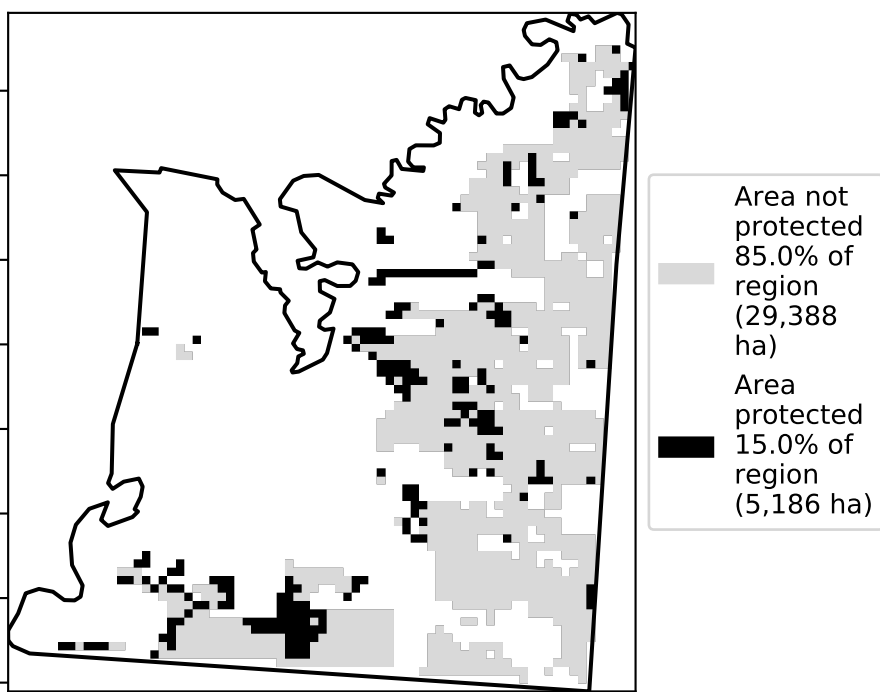 Area not
protected
85.0% of
region
(29,388
ha)
Area
protected
15.0% of
region
(5,186 ha)